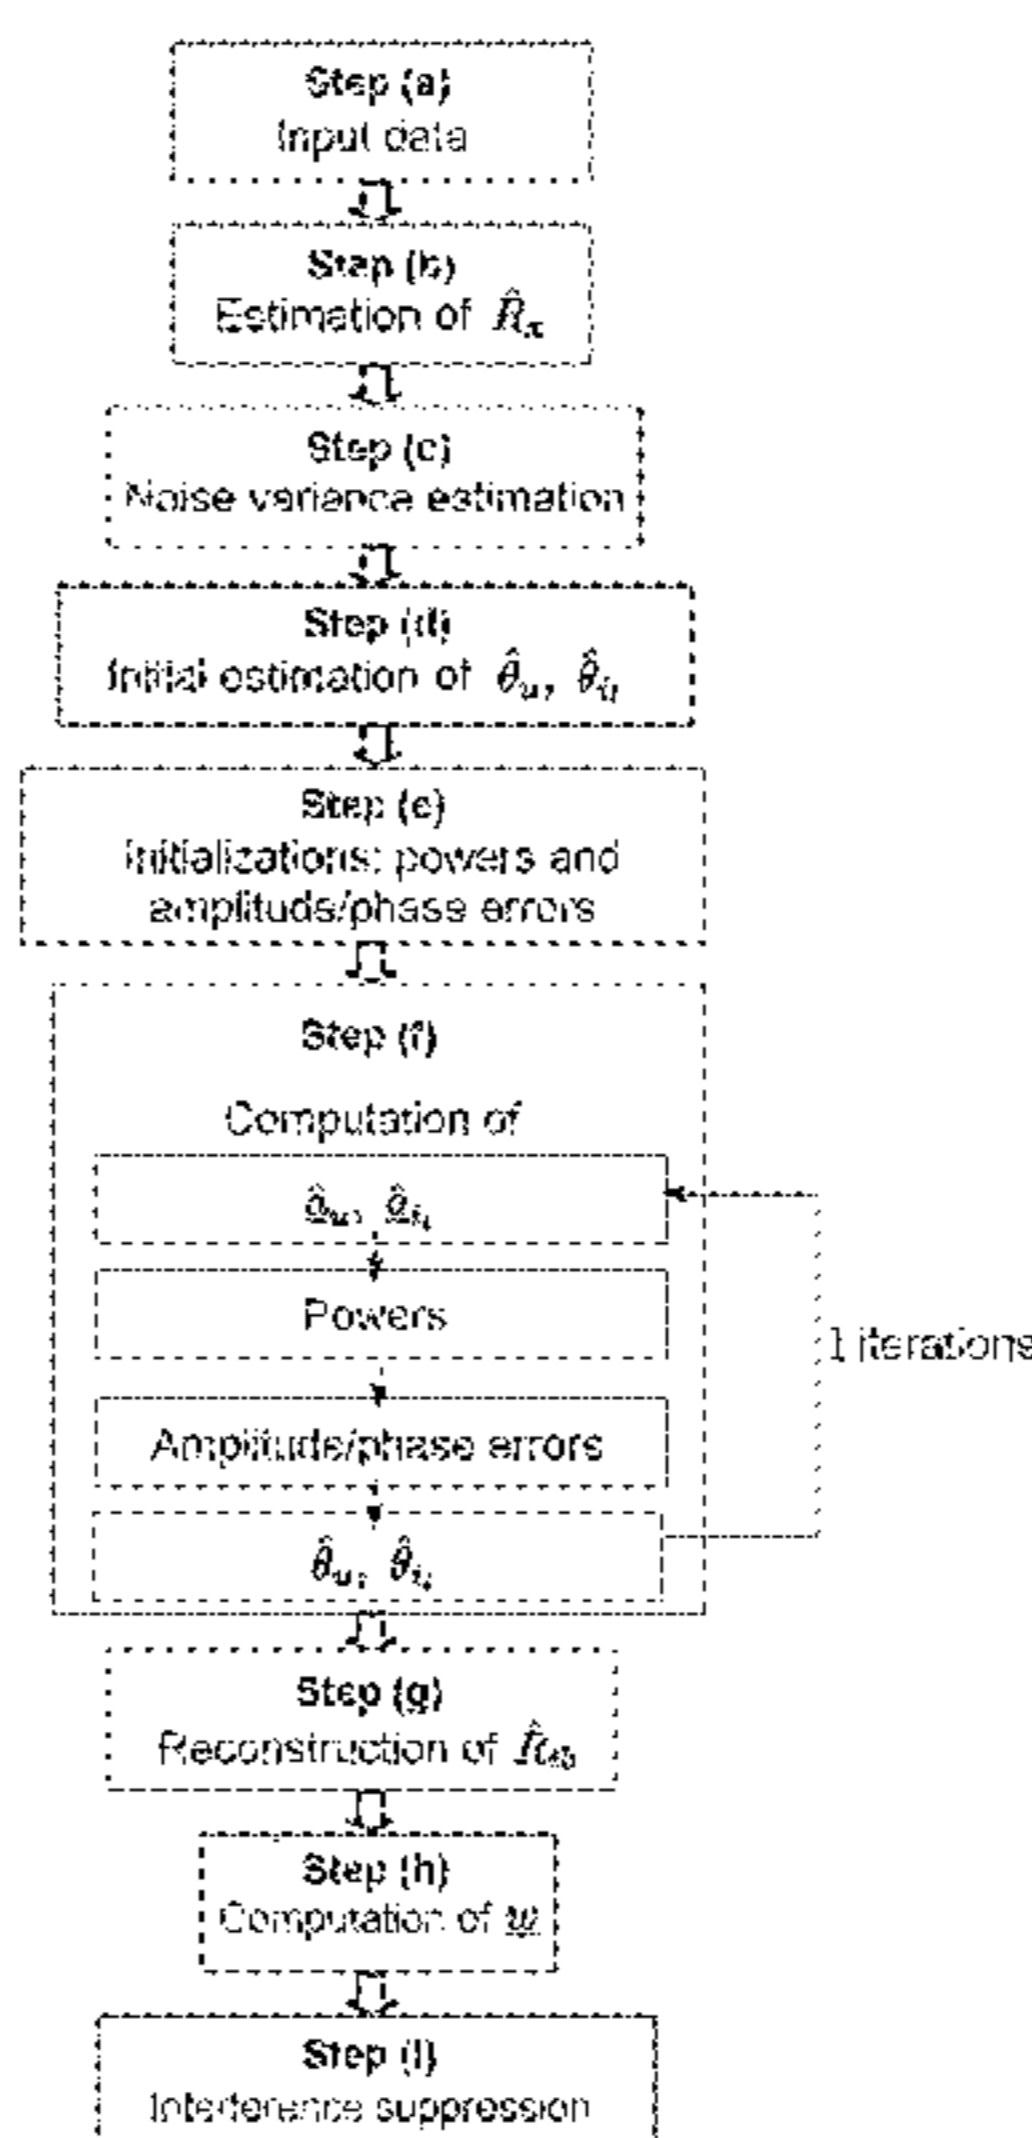 Step (a)
Input data
Step (b)
Estimation of R̂ₓ
Step (c)
Noise variance estimation
Step (d)
Initial estimation of θ̂ᵤ, θ̂
Step (e)
Initializations: powers and
amplitude/phase errors
Step (f)
Computation of
â̲ᵤ, â̲
Powers
Amplitude/phase errors
θ̂ᵤ, θ̂
I iterations
Step (g)
Reconstruction of
Step (h)
Computation of w̲
Step (i)
Interference suppression